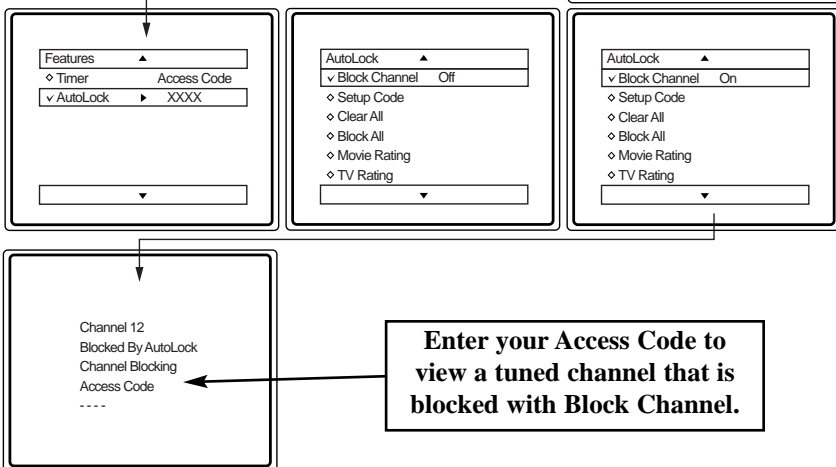 Features
Timer Access Code
AutoLock XXXX
AutoLock
Block Channel Off
Setup Code
Clear All
Block All
Movie Rating
TV Rating
AutoLock
Block Channel On
Setup Code
Clear All
Block All
Movie Rating
TV Rating
Channel 12
Blocked By AutoLock
Channel Blocking
Access Code
- - - -
Enter your Access Code to
view a tuned channel that is
blocked with Block Channel.